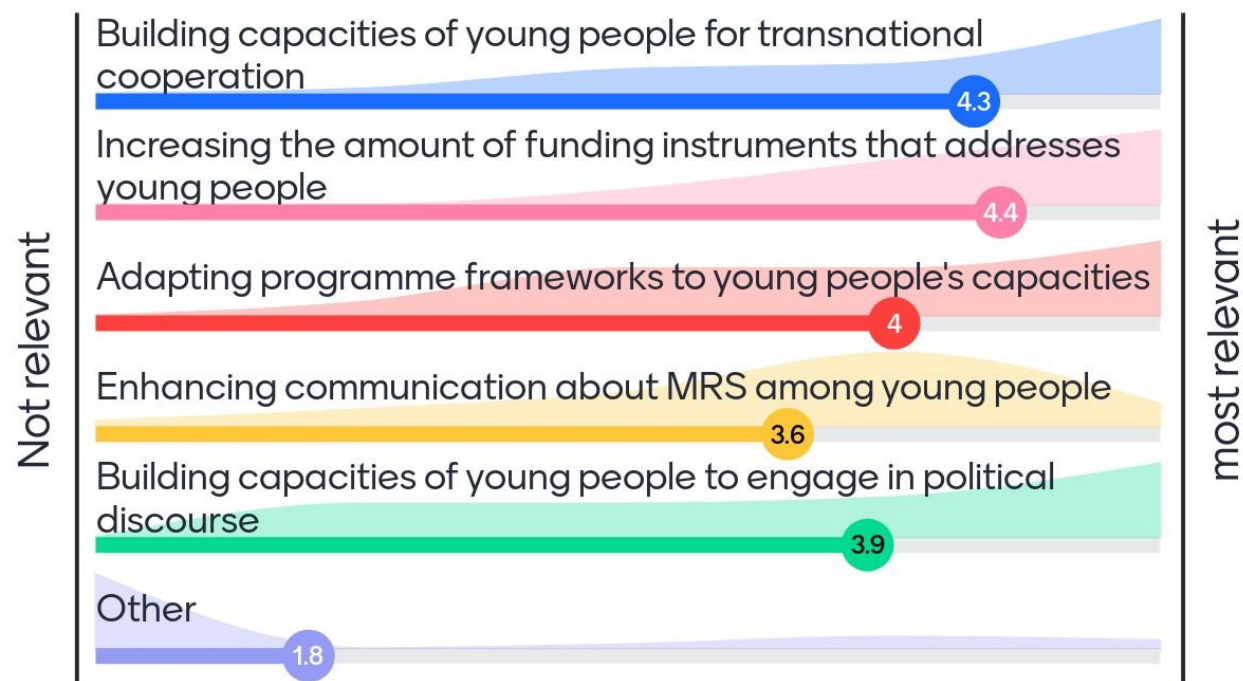 Not relevant
Building capacities of young people for transnational
cooperation
4.3
Increasing the amount of funding instruments that addresses
young people
4.4
Adapting programme frameworks to young people's capacities
4
Enhancing communication about MRS among young people
3.6
Building capacities of young people to engage in political
discourse
3.9
Other
1.8
most relevant